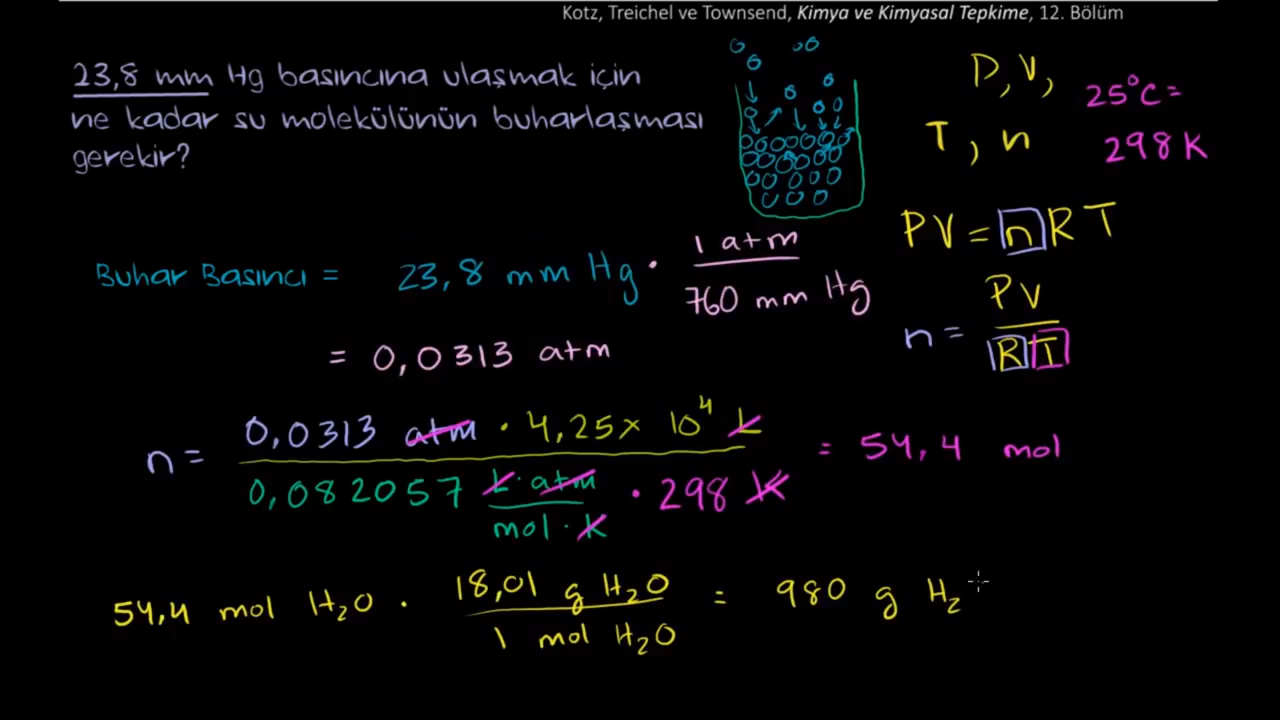 Kotz, Treichel ve Townsend, Kimya ve Kimyasal Tepkime, 12. Bölüm
23,8 mm Hg basıncına ulaşmak için
ne kadar su molekülünün buharlaşması
gerekir?
P, V,
T, n
25°C =
298 K
PV = nRT
n = PV / RT
Buhar Basıncı = 23,8 mm Hg · 1 atm / 760 mm Hg
= 0,0313 atm
n = 0,0313 atm · 4,25 x 10⁴ L / 0,082057 L · atm / mol · K · 298 K = 54,4 mol
54,4 mol H₂O · 18,01 g H₂O / 1 mol H₂O = 980 g H₂